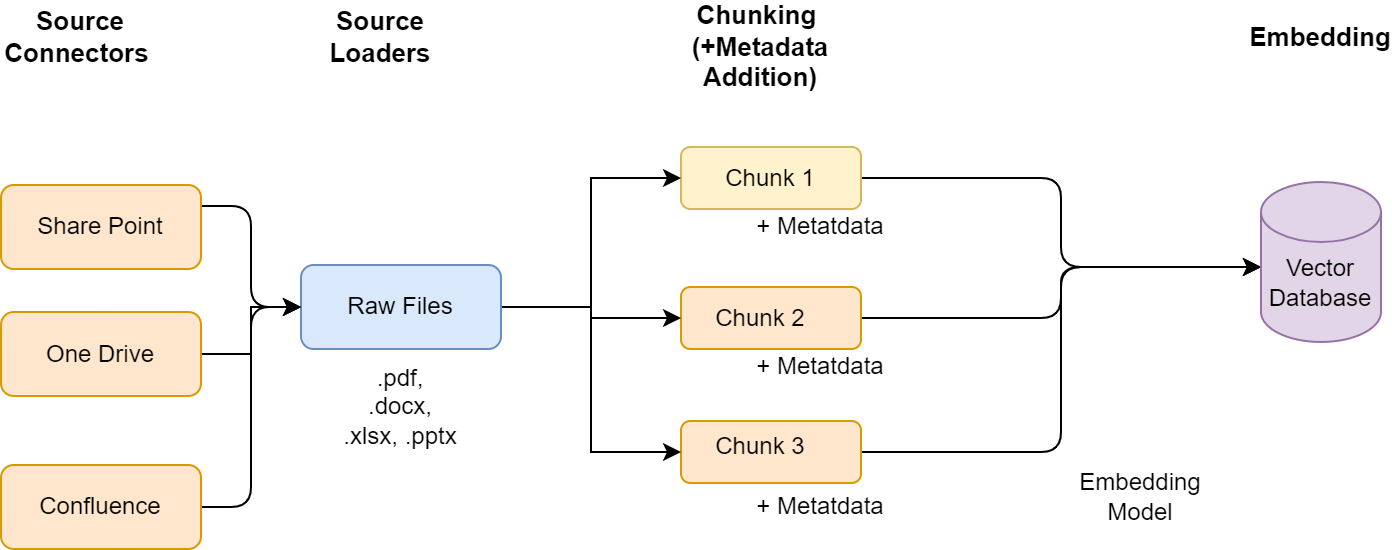 Source
Connectors
Source
Loaders
Chunking
(+Metadata
Addition)
Embedding
Share Point
One Drive
Confluence
Raw Files
.pdf,
.docx,
.xlsx, .pptx
Chunk 1
+ Metatdata
Chunk 2
+ Metatdata
Chunk 3
+ Metatdata
Embedding
Model
Vector
Database